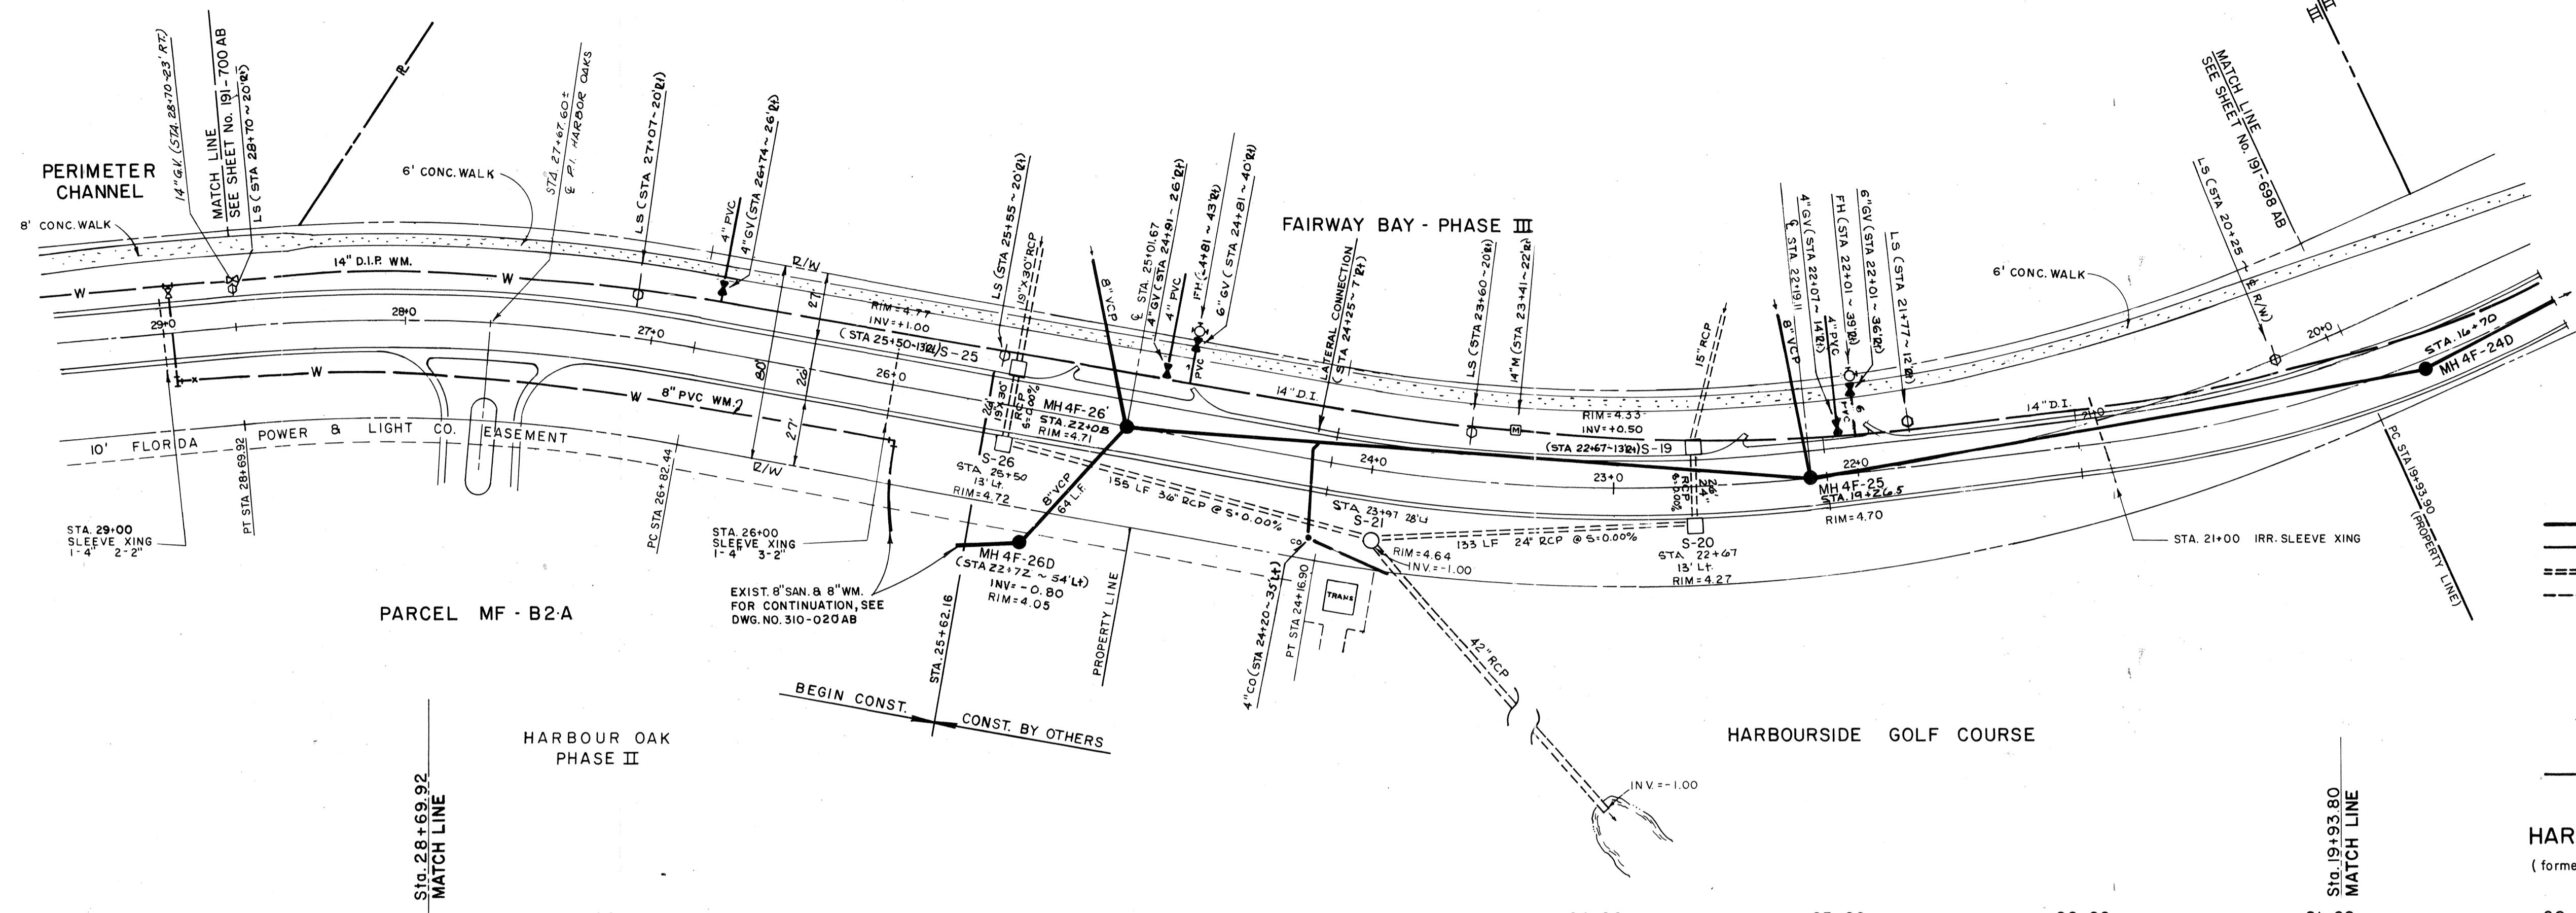 PERIMETER
CHANNEL
8' CONC. WALK
14" G.V. (STA. 28+70~23' RT.)
MATCH LINE
SEE SHEET No. 191-700 AB
LS (STA 28+70 ~ 20'Rt)
6' CONC. WALK
STA. 27+67.60±
℄ P.I. HARBOR OAKS
LS (STA 27+07~20'Rt)
4" PVC
4" GV (STA 26+74 ~ 26'Rt)
14" D.I.P. WM.
W
W
29+0
28+0
27+0
26+0
R/W
27'
80'
26'
27'
R/W
RIM=4.77
INV=+1.00
(STA 25+50-13'Rt) S-25
LS (STA 25+55 ~ 20'Rt)
19"X30" RCP
8" VCP
℄ STA. 25+01.67
4" GV (STA 24+91 ~ 26'Rt)
4" PVC
6" GV (STA 24+81 ~ 40'Rt)
PVC
FAIRWAY BAY - PHASE III
LATERAL CONNECTION
(STA 24+25~7'Rt)
LS (STA 23+60~20'Rt)
14" M (STA 23+41~22'Rt)
14" D.I.
M
RIM=4.33
INV=+0.50
(STA 22+67-13'Rt) S-19
15" RCP
8" VCP
℄ STA. 22+19.11
4" GV (STA 22+07~14'Rt)
4" PVC
FH (STA 22+01~39'Rt)
6" GV (STA 22+01~36'Rt)
LS (STA 21+77~12'Rt)
6' CONC. WALK
LS (STA 20+25 ℄ R/W)
MATCH LINE
SEE SHEET No. 191-698 AB
14" D.I.
20+0
21+0
STA. 16+70
MH 4F-24D
W
8" PVC WM.
W
10' FLORIDA POWER & LIGHT CO. EASEMENT
19"X30"
RCP
S=0.00%
MH 4F-26
STA. 22+08
RIM=4.71
S-26
STA 25+50
13' Lt.
RIM=4.72
8" VCP
64 L.F.
155 LF 36" RCP @ S=0.00%
24+0
23+0
22+0
STA 23+97 28'Lt
S-21
RIM=4.64
INV.=-1.00
133 LF 24" RCP @ S=0.00%
26'
24"
RCP
S=0.00%
S-20
STA 22+67
13' Lt.
RIM=4.27
MH 4F-25
STA. 19+26.5
RIM=4.70
STA. 21+00 IRR. SLEEVE XING
PC STA 19+93.90
(PROPERTY LINE)
STA. 29+00
SLEEVE XING
1-4" 2-2"
PT STA 28+69.92
PC STA 26+82.44
STA. 26+00
SLEEVE XING
1-4" 3-2"
MH 4F-26D
(STA 22+72 ~ 54'Lt)
INV=-0.80
RIM=4.05
EXIST. 8" SAN. & 8" WM.
FOR CONTINUATION, SEE
DWG. NO. 310-020AB
CO
4" CO (STA 24+20~35'Lt)
PT STA 24+16.90
TRANS
PARCEL MF - B2-A
STA. 25+62.16
PROPERTY LINE
BEGIN CONST.
CONST. BY OTHERS
42" RCP
INV.=-1.00
HARBOUR OAK
PHASE II
HARBOURSIDE GOLF COURSE
Sta. 28+69.92
MATCH LINE
Sta. 19+93.80
MATCH LINE
HAR
(forme